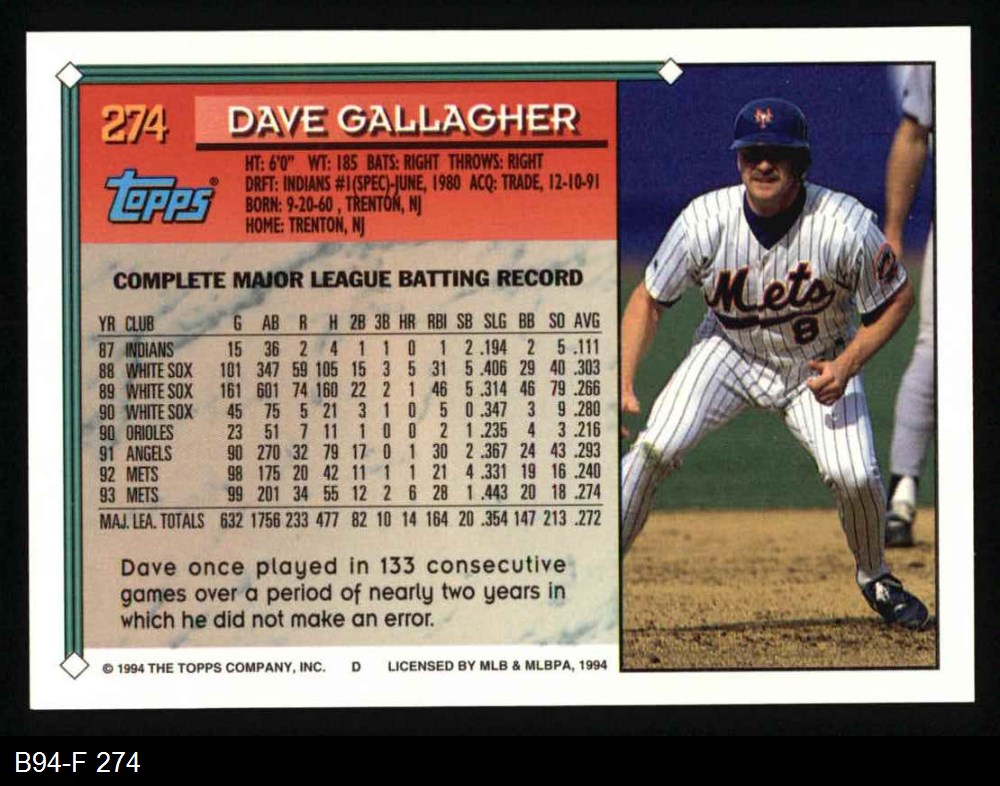 274
DAVE GALLAGHER
topps®
HT: 6'0" WT: 185 BATS: RIGHT THROWS: RIGHT
DRFT: INDIANS #1(SPEC)-JUNE, 1980 ACQ: TRADE, 12-10-91
BORN: 9-20-60 , TRENTON, NJ
HOME: TRENTON, NJ
COMPLETE MAJOR LEAGUE BATTING RECORD
YR CLUB G AB R H 2B 3B HR RBI SB SLG BB SO AVG
87 INDIANS 15 36 2 4 1 1 0 1 2 .194 2 5 .111
88 WHITE SOX 101 347 59 105 15 3 5 31 5 .406 29 40 .303
89 WHITE SOX 161 601 74 160 22 2 1 46 5 .314 46 79 .266
90 WHITE SOX 45 75 5 21 3 1 0 5 0 .347 3 9 .280
90 ORIOLES 23 51 7 11 1 0 0 2 1 .235 4 3 .216
91 ANGELS 90 270 32 79 17 0 1 30 2 .367 24 43 .293
92 METS 98 175 20 42 11 1 1 21 4 .331 19 16 .240
93 METS 99 201 34 55 12 2 6 28 1 .443 20 18 .274
MAJ. LEA. TOTALS 632 1756 233 477 82 10 14 164 20 .354 147 213 .272
Dave once played in 133 consecutive
games over a period of nearly two years in
which he did not make an error.
© 1994 THE TOPPS COMPANY, INC. D LICENSED BY MLB & MLBPA, 1994
NY
Mets
8
B94-F 274